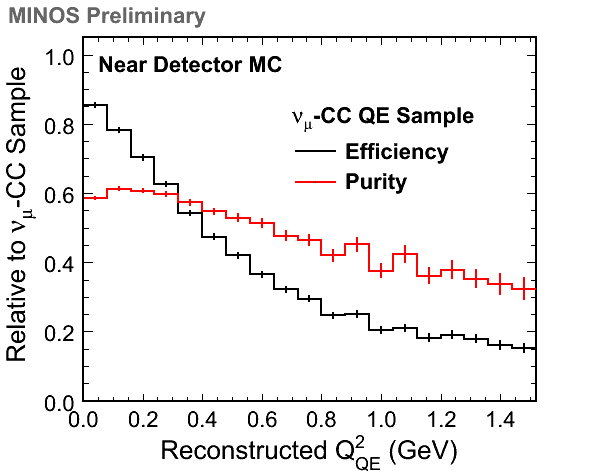 MINOS Preliminary
Near Detector MC
νμ-CC QE Sample
Efficiency
Purity
Relative to νμ-CC Sample
1.0
0.8
0.6
0.4
0.2
0.0
0.0 0.2 0.4 0.6 0.8 1.0 1.2 1.4
Reconstructed Q²QE (GeV)